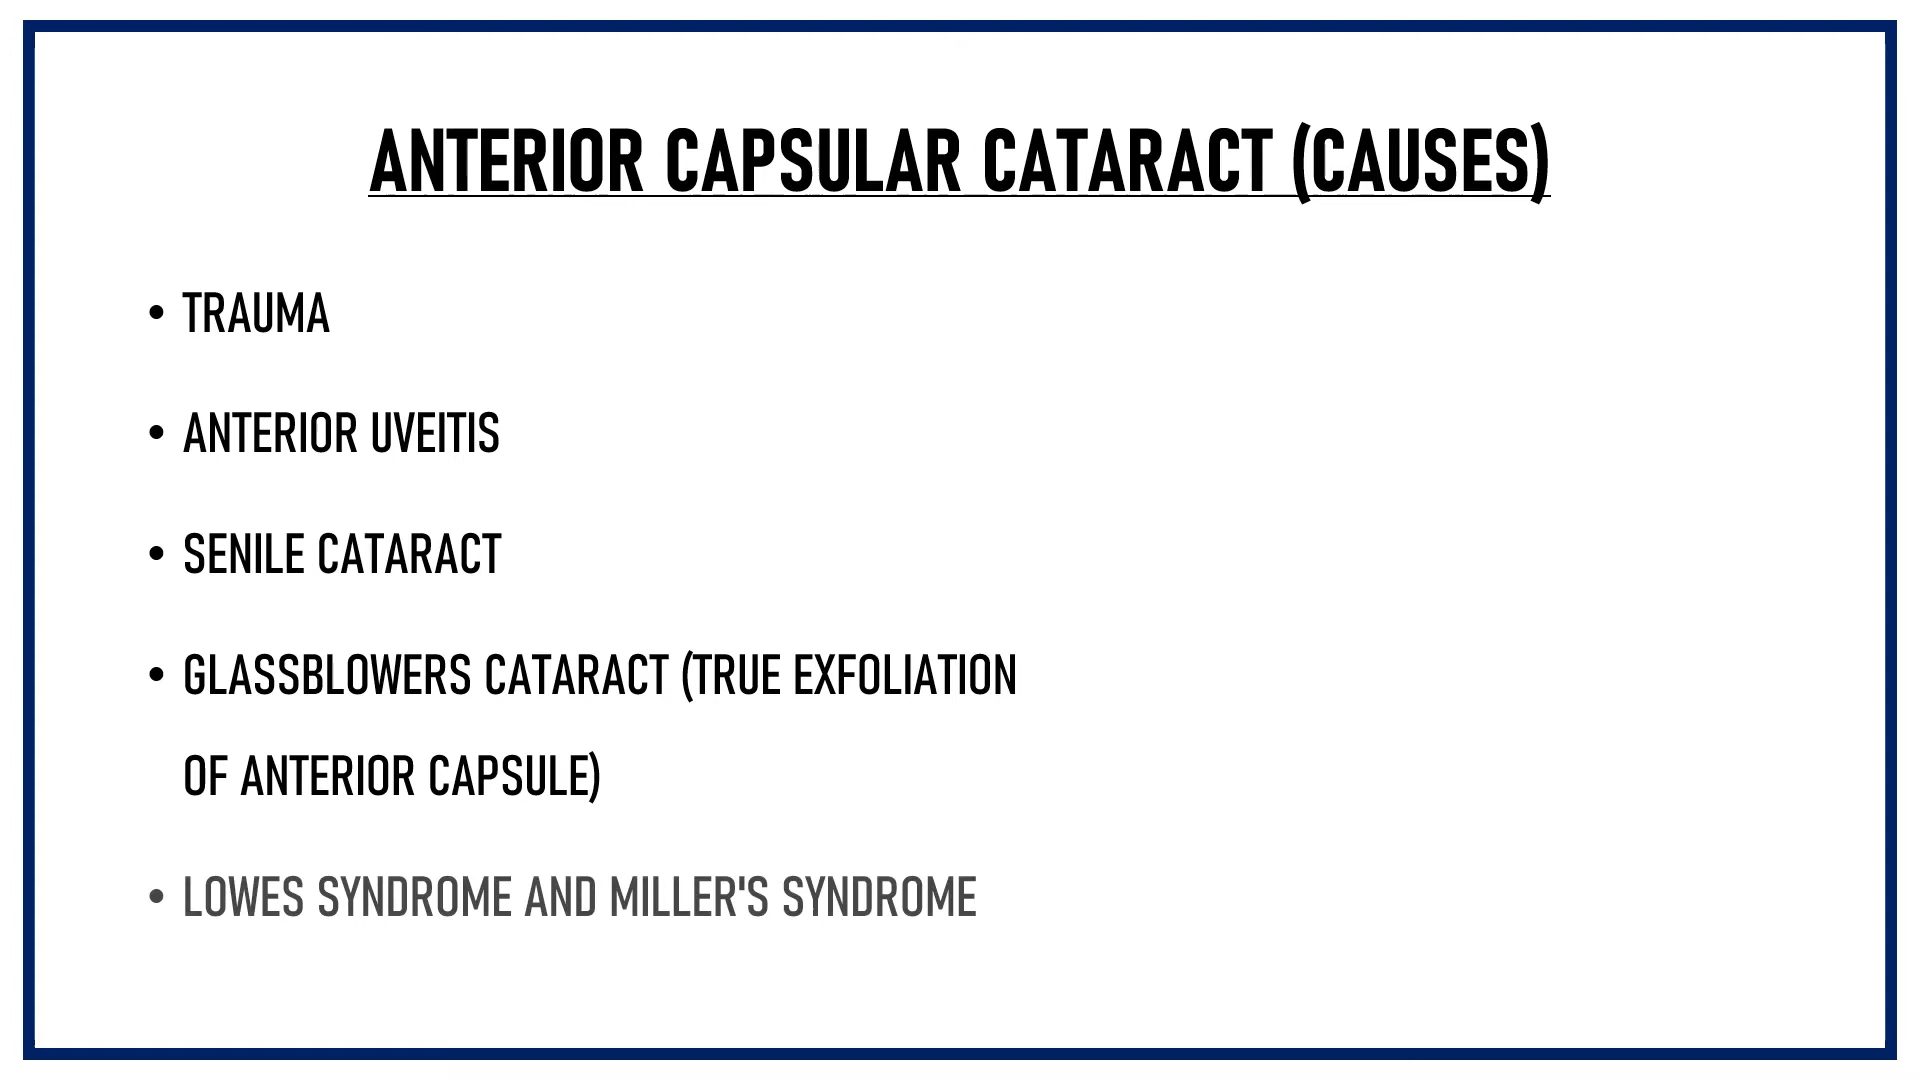 ANTERIOR CAPSULAR CATARACT (CAUSES)
• TRAUMA
• ANTERIOR UVEITIS
• SENILE CATARACT
• GLASSBLOWERS CATARACT (TRUE EXFOLIATION
OF ANTERIOR CAPSULE)
• LOWES SYNDROME AND MILLER'S SYNDROME